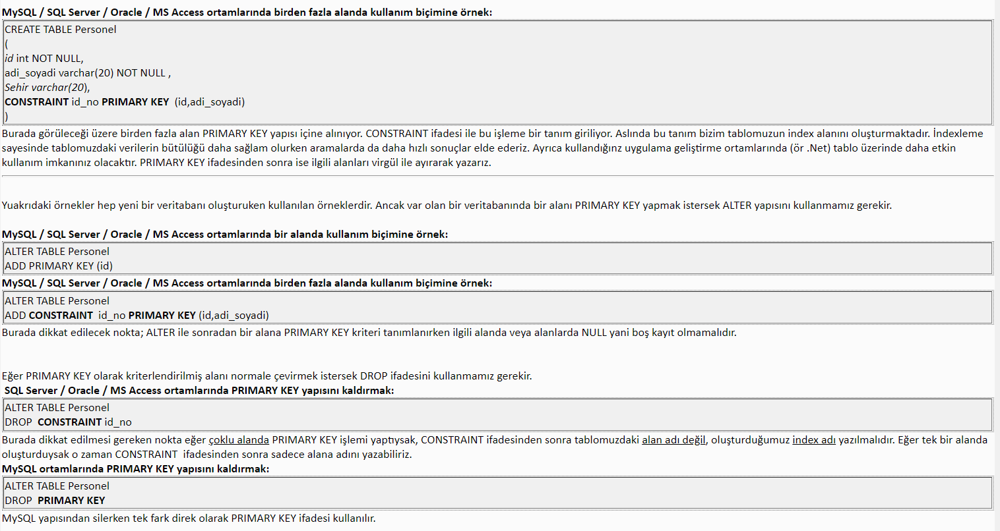 MySQL / SQL Server / Oracle / MS Access ortamlarında birden fazla alanda kullanım biçimine örnek:
CREATE TABLE Personel
(
id int NOT NULL,
adi_soyadi varchar(20) NOT NULL ,
Sehir varchar(20),
CONSTRAINT id_no PRIMARY KEY  (id,adi_soyadi)
)
Burada görüleceği üzere birden fazla alan PRIMARY KEY yapısı içine alınıyor. CONSTRAINT ifadesi ile bu işleme bir tanım giriliyor. Aslında bu tanım bizim tablomuzun index alanını oluşturmaktadır. İndexleme
sayesinde tablomuzdaki verilerin bütülüğü daha sağlam olurken aramalarda da daha hızlı sonuçlar elde ederiz. Ayrıca kullandığınz uygulama geliştirme ortamlarında (ör .Net) tablo üzerinde daha etkin
kullanım imkanınız olacaktır. PRIMARY KEY ifadesinden sonra ise ilgili alanları virgül ile ayırarak yazarız.
Yuakrıdaki örnekler hep yeni bir veritabanı oluşturuken kullanılan örneklerdir. Ancak var olan bir veritabanında bir alanı PRIMARY KEY yapmak istersek ALTER yapısını kullanmamız gerekir.
MySQL / SQL Server / Oracle / MS Access ortamlarında bir alanda kullanım biçimine örnek:
ALTER TABLE Personel
ADD PRIMARY KEY (id)
MySQL / SQL Server / Oracle / MS Access ortamlarında birden fazla alanda kullanım biçimine örnek:
ALTER TABLE Personel
ADD CONSTRAINT  id_no PRIMARY KEY (id,adi_soyadi)
Burada dikkat edilecek nokta; ALTER ile sonradan bir alana PRIMARY KEY kriteri tanımlanırken ilgili alanda veya alanlarda NULL yani boş kayıt olmamalıdır.
Eğer PRIMARY KEY olarak kriterlendirilmiş alanı normale çevirmek istersek DROP ifadesini kullanmamız gerekir.
SQL Server / Oracle / MS Access ortamlarında PRIMARY KEY yapısını kaldırmak:
ALTER TABLE Personel
DROP  CONSTRAINT id_no
Burada dikkat edilmesi gereken nokta eğer çoklu alanda PRIMARY KEY işlemi yaptıysak, CONSTRAINT ifadesinden sonra tablomuzdaki alan adı değil, oluşturduğumuz index adı yazılmalıdır. Eğer tek bir alanda
oluşturduysak o zaman CONSTRAINT  ifadesinden sonra sadece alana adını yazabiliriz.
MySQL ortamlarında PRIMARY KEY yapısını kaldırmak:
ALTER TABLE Personel
DROP  PRIMARY KEY
MySQL yapısından silerken tek fark direk olarak PRIMARY KEY ifadesi kullanılır.